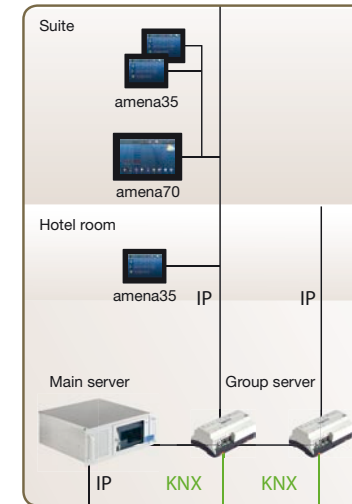 Suite
amena35
amena70
Hotel room
amena35
IP
IP
Main server
Group server
IP
KNX
KNX